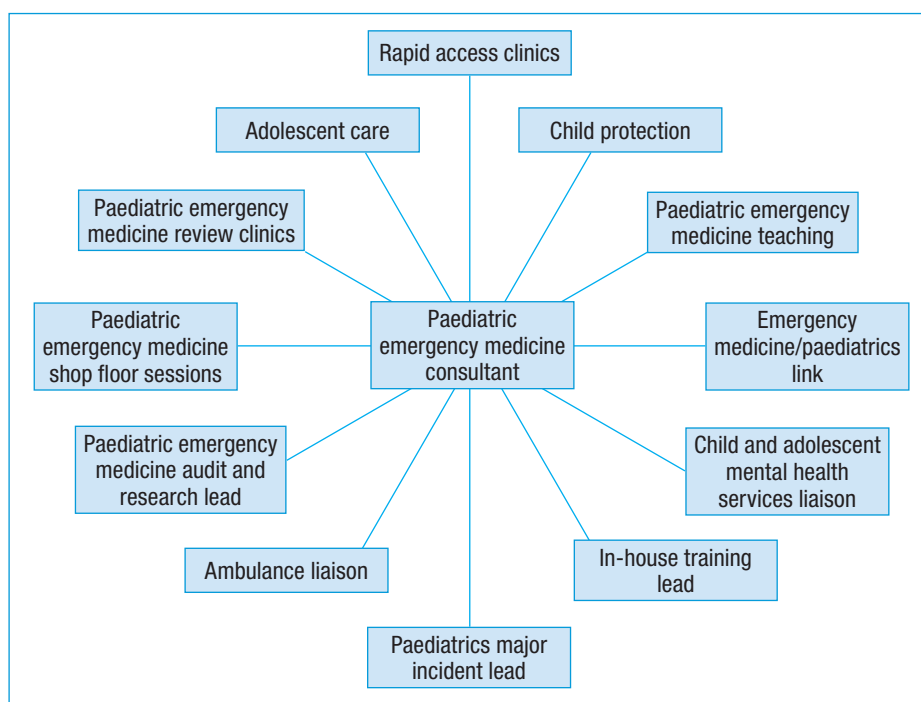 Rapid access clinics
Adolescent care
Child protection
Paediatric emergency
medicine review clinics
Paediatric emergency
medicine teaching
Paediatric
emergency medicine
shop floor sessions
Paediatric
emergency medicine
consultant
Emergency
medicine/paediatrics
link
Paediatric emergency
medicine audit and
research lead
Child and adolescent
mental health
services liaison
Ambulance liaison
In-house training
lead
Paediatrics major
incident lead